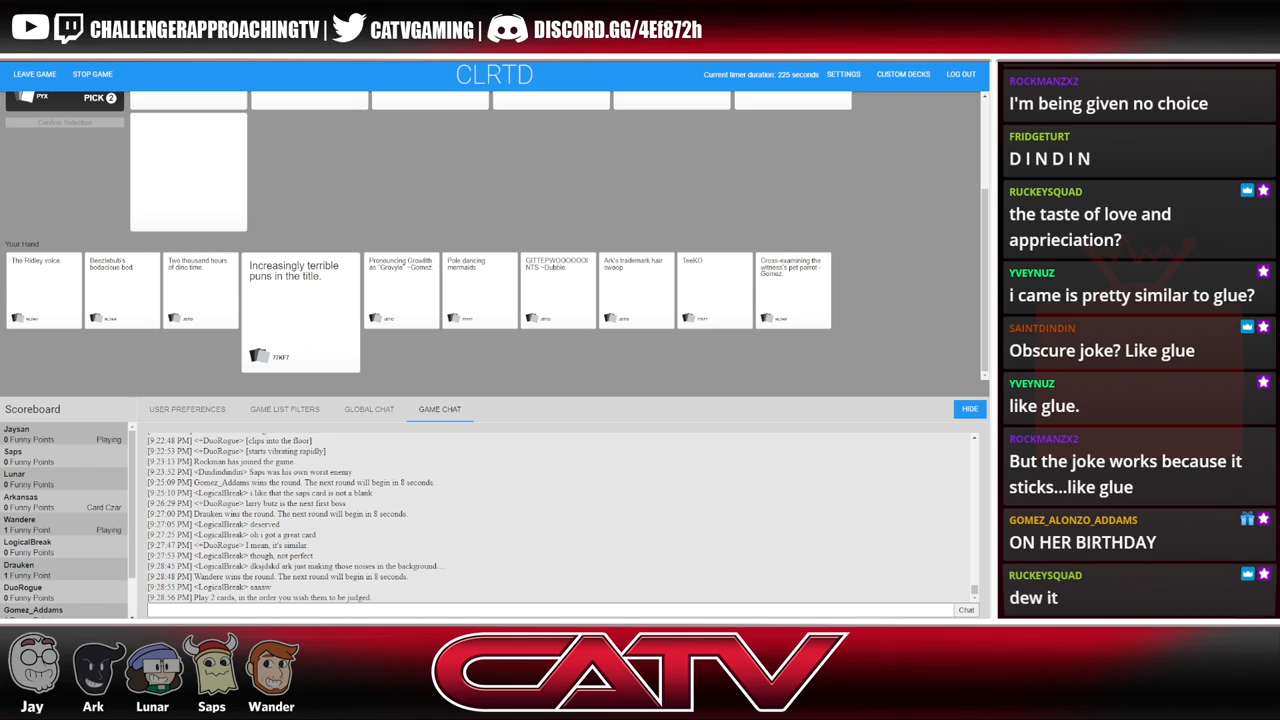 CHALLENGERAPPROACHINGTV | CATVGAMING | DISCORD.GG/4Ef872h
LEAVE GAME STOP GAME CLRTD Current timer duration: 225 seconds SETTINGS CUSTOM DECKS LOG OUT
PYX PICK 2
Confirm Selection
Your Hand
The Ridley voice.
Beezlebub's
bodacious bod.
Two thousand hours
of dino time.
Increasingly terrible
puns in the title.
77KF7
Pronouncing Growlith
as "Grovyle" ~Gomez.
Pole dancing
mermaids.
GITTEPWOOOOOOI
NTS ~Dubble.
Ark's trademark hair
swoop.
TeeKO.
Cross-examining the
witness's pet parrot -
Gomez.
Scoreboard
Jaysan
0 Funny Points Playing
Saps
0 Funny Points
Lunar
0 Funny Points
Arkansas
0 Funny Points Card Czar
Wandere
1 Funny Point Playing
LogicalBreak
0 Funny Points
Drauken
1 Funny Point
DuoRogue
0 Funny Points
Gomez_Addams
USER PREFERENCES GAME LIST FILTERS GLOBAL CHAT GAME CHAT HIDE
[9:22:48 PM] <+DuoRogue> [clips into the floor]
[9:22:53 PM] <+DuoRogue> [starts vibrating rapidly]
[9:23:13 PM] Rockman has joined the game.
[9:23:52 PM] <Dindindindin> Saps was his own worst enemy
[9:25:09 PM] Gomez_Addams wins the round. The next round will begin in 8 seconds.
[9:25:10 PM] <LogicalBreak> i like that the saps card is not a blank
[9:26:29 PM] <+DuoRogue> larry butz is the next first boss
[9:27:00 PM] Drauken wins the round. The next round will begin in 8 seconds.
[9:27:05 PM] <LogicalBreak> deserved
[9:27:25 PM] <LogicalBreak> oh i got a great card
[9:27:47 PM] <+DuoRogue> I mean, it's similar.
[9:27:53 PM] <LogicalBreak> though, not perfect
[9:28:45 PM] <LogicalBreak> dksjdskd ark just making those noises in the background....
[9:28:48 PM] Wandere wins the round. The next round will begin in 8 seconds.
[9:28:55 PM] <LogicalBreak> aaaaw
[9:28:56 PM] Play 2 cards, in the order you wish them to be judged.
Chat
ROCKMANZX2
I'm being given no choice
FRIDGETURT
D I N D I N
RUCKEYSQUAD
the taste of love and
apprieciation?
YVEYNUZ
i came is pretty similar to glue?
SAINTDINDIN
Obscure joke? Like glue
YVEYNUZ
like glue.
ROCKMANZX2
But the joke works because it
sticks...like glue
GOMEZ_ALONZO_ADDAMS
ON HER BIRTHDAY
RUCKEYSQUAD
dew it
Jay Ark Lunar Saps Wander
CATV